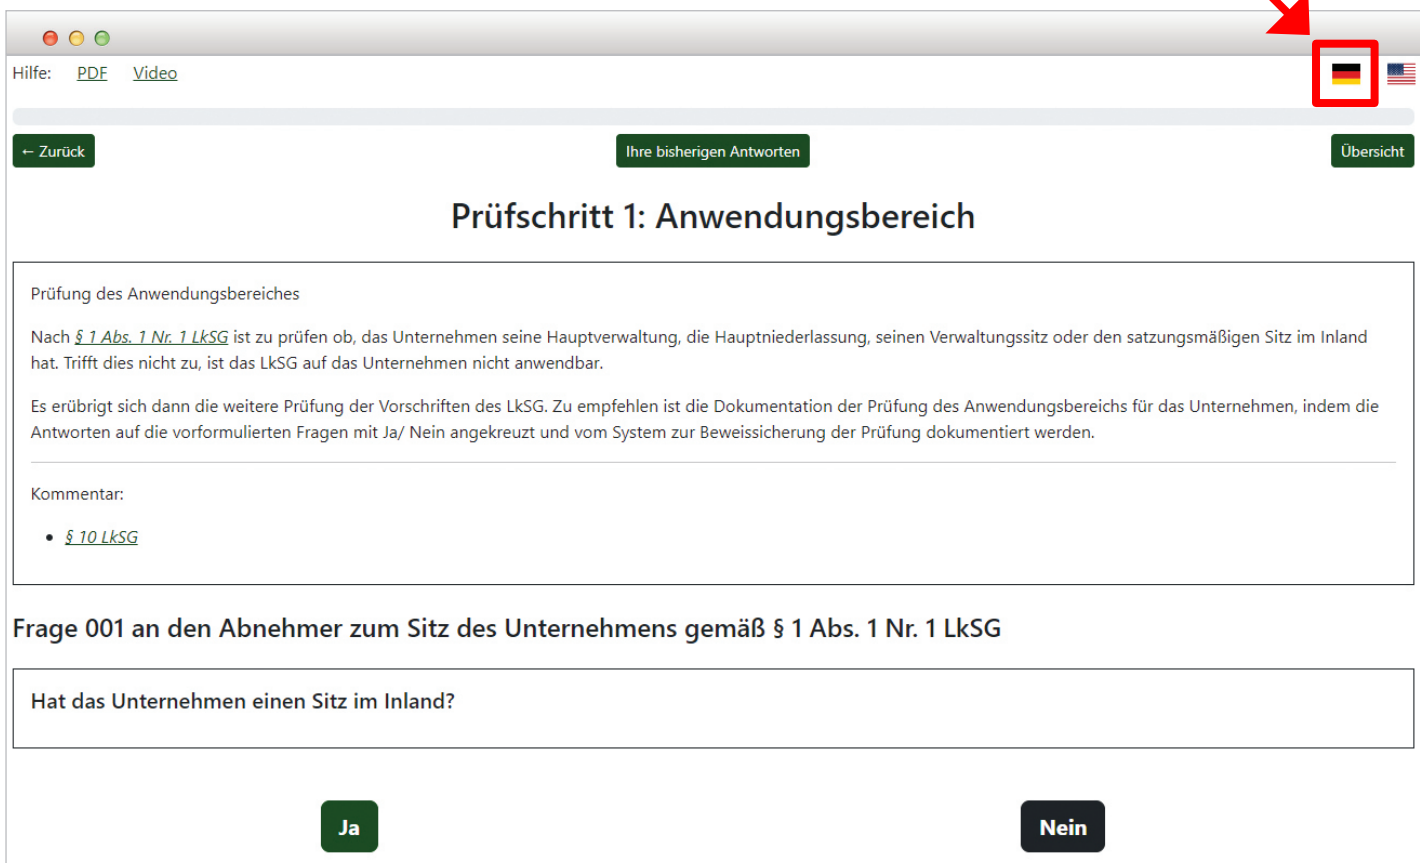 Hilfe: PDF Video
← Zurück Ihre bisherigen Antworten Übersicht
Prüfschritt 1: Anwendungsbereich
Prüfung des Anwendungsbereiches
Nach § 1 Abs. 1 Nr. 1 LkSG ist zu prüfen ob, das Unternehmen seine Hauptverwaltung, die Hauptniederlassung, seinen Verwaltungssitz oder den satzungsmäßigen Sitz im Inland
hat. Trifft dies nicht zu, ist das LkSG auf das Unternehmen nicht anwendbar.
Es erübrigt sich dann die weitere Prüfung der Vorschriften des LkSG. Zu empfehlen ist die Dokumentation der Prüfung des Anwendungsbereichs für das Unternehmen, indem die
Antworten auf die vorformulierten Fragen mit Ja/ Nein angekreuzt und vom System zur Beweissicherung der Prüfung dokumentiert werden.
Kommentar:
• § 10 LkSG
Frage 001 an den Abnehmer zum Sitz des Unternehmens gemäß § 1 Abs. 1 Nr. 1 LkSG
Hat das Unternehmen einen Sitz im Inland?
Ja Nein